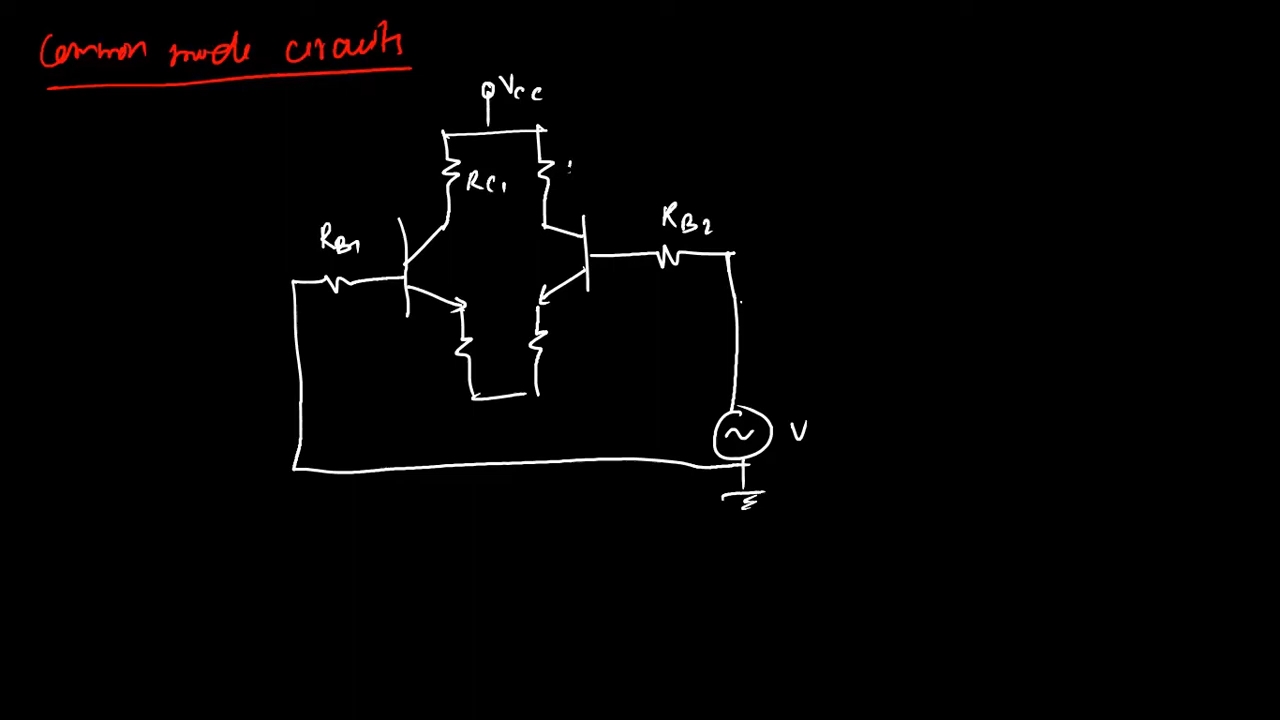 Common mode circuits
VCC
RC1
RB1
RB2
V